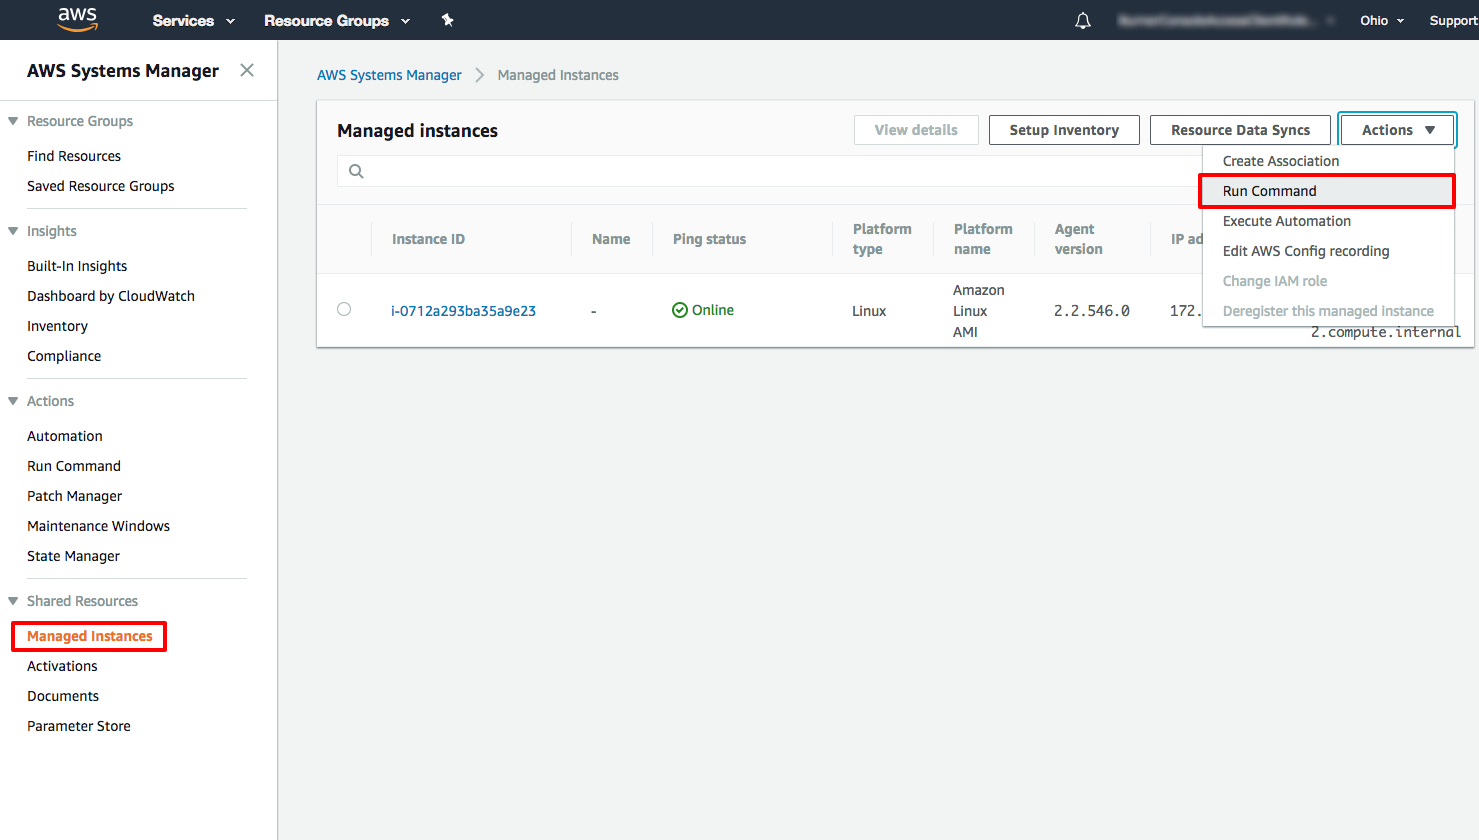 aws
Services
Resource Groups
Ohio
Support
AWS Systems Manager
Resource Groups
Find Resources
Saved Resource Groups
Insights
Built-In Insights
Dashboard by CloudWatch
Inventory
Compliance
Actions
Automation
Run Command
Patch Manager
Maintenance Windows
State Manager
Shared Resources
Managed Instances
Activations
Documents
Parameter Store
AWS Systems Manager
Managed Instances
Managed instances
View details
Setup Inventory
Resource Data Syncs
Actions
Create Association
Run Command
Execute Automation
Edit AWS Config recording
Change IAM role
Deregister this managed instance
Instance ID
Name
Ping status
Platform
type
Platform
name
Agent
version
IP ad
i-0712a293ba35a9e23
-
Online
Linux
Amazon
Linux
AMI
2.2.546.0
172.
2.compute.internal